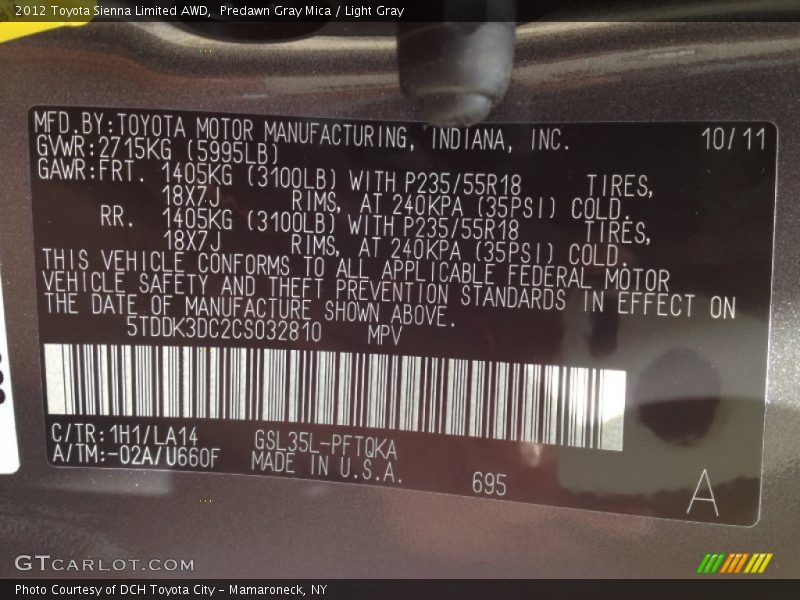 2012 Toyota Sienna Limited AWD, Predawn Gray Mica / Light Gray
MFD.BY:TOYOTA MOTOR MANUFACTURING, INDIANA, INC. 10/11
GVWR:2715KG (5995LB)
GAWR:FRT. 1405KG (3100LB) WITH P235/55R18 TIRES,
18X7J RIMS, AT 240KPA (35PSI) COLD.
RR. 1405KG (3100LB) WITH P235/55R18 TIRES,
18X7J RIMS, AT 240KPA (35PSI) COLD.
THIS VEHICLE CONFORMS TO ALL APPLICABLE FEDERAL MOTOR
VEHICLE SAFETY AND THEFT PREVENTION STANDARDS IN EFFECT ON
THE DATE OF MANUFACTURE SHOWN ABOVE.
5TDDK3DC2CS032810 MPV
C/TR:1H1/LA14 GSL35L-PFTQKA
A/TM:-02A/U660F MADE IN U.S.A. 695 A
GTCARLOT.COM
Photo Courtesy of DCH Toyota City - Mamaroneck, NY